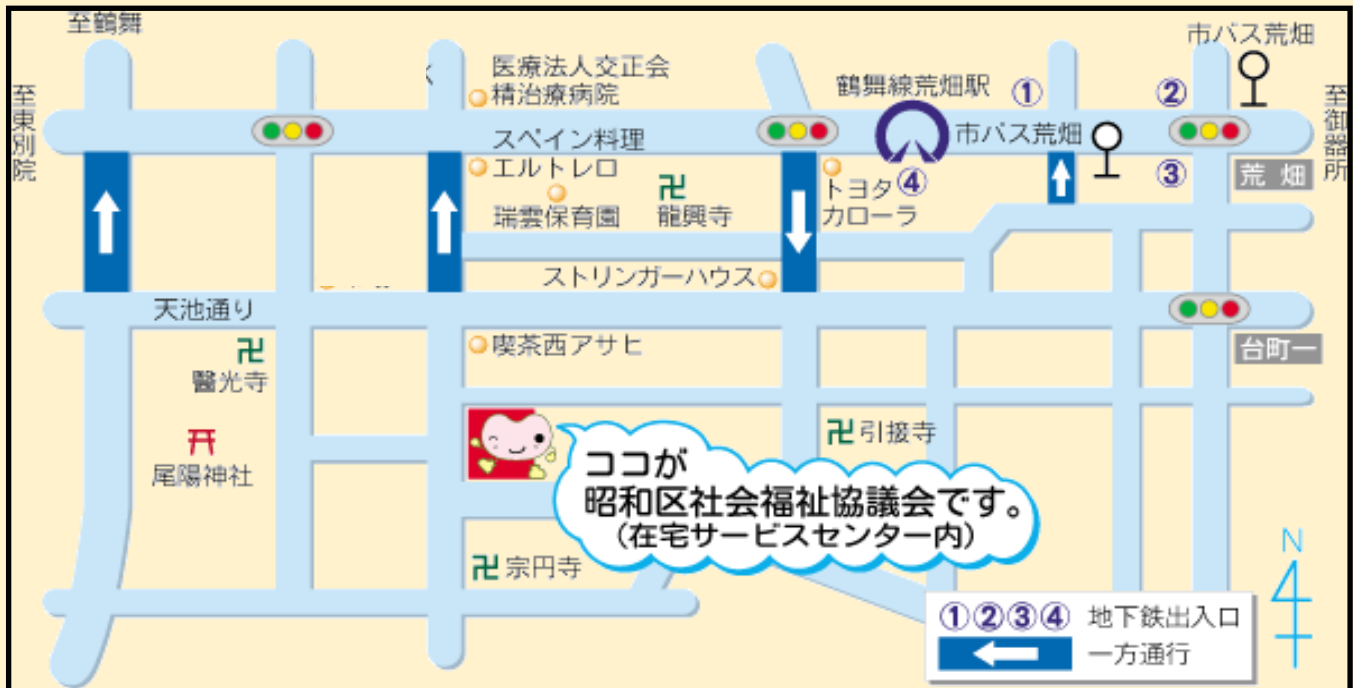 至鶴舞
市バス荒畑
医療法人交正会
精治療病院
鶴舞線荒畑駅
①
②
至東別院
至御器所
スペイン料理
エルトレロ
市バス荒畑
④
③
荒畑
トヨタ
カローラ
瑞雲保育園
龍興寺
ストリンガーハウス
天池通り
喫茶西アサヒ
台町一
醫光寺
引接寺
尾陽神社
ココが
昭和区社会福祉協議会です。
(在宅サービスセンター内)
宗円寺
N
①②③④ 地下鉄出入口
一方通行